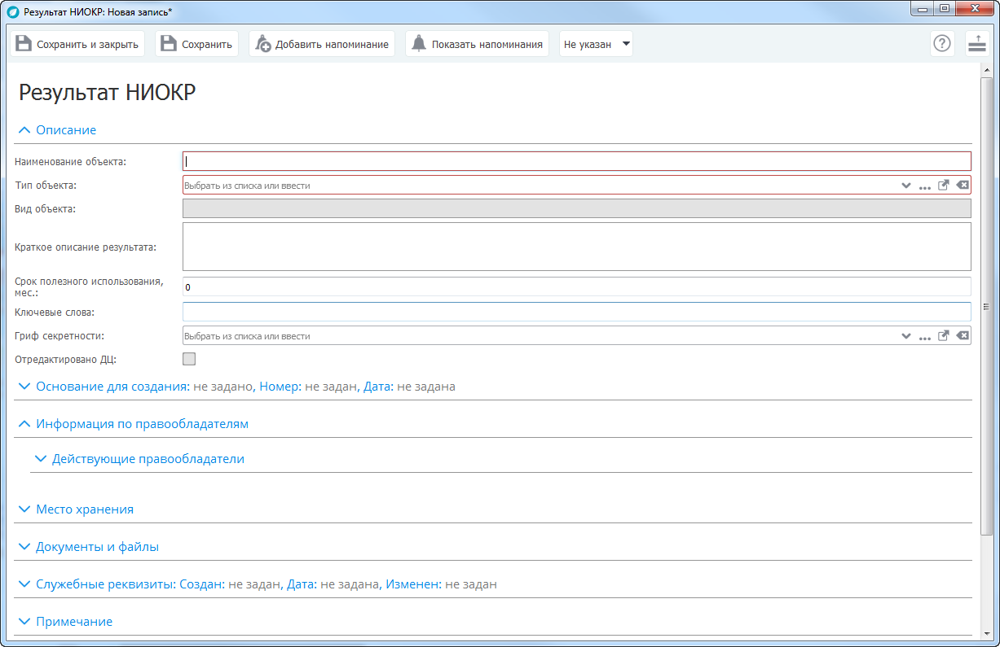 Результат НИОКР: Новая запись*
Сохранить и закрыть
Сохранить
Добавить напоминание
Показать напоминания
Не указан
Результат НИОКР
Описание
Наименование объекта:
Тип объекта:
Выбрать из списка или ввести
Вид объекта:
Краткое описание результата:
Срок полезного использования,
мес.:
0
Ключевые слова:
Гриф секретности:
Выбрать из списка или ввести
Отредактировано ДЦ:
Основание для создания: не задано, Номер: не задан, Дата: не задана
Информация по правообладателям
Действующие правообладатели
Место хранения
Документы и файлы
Служебные реквизиты: Создан: не задан, Дата: не задана, Изменен: не задан
Примечание